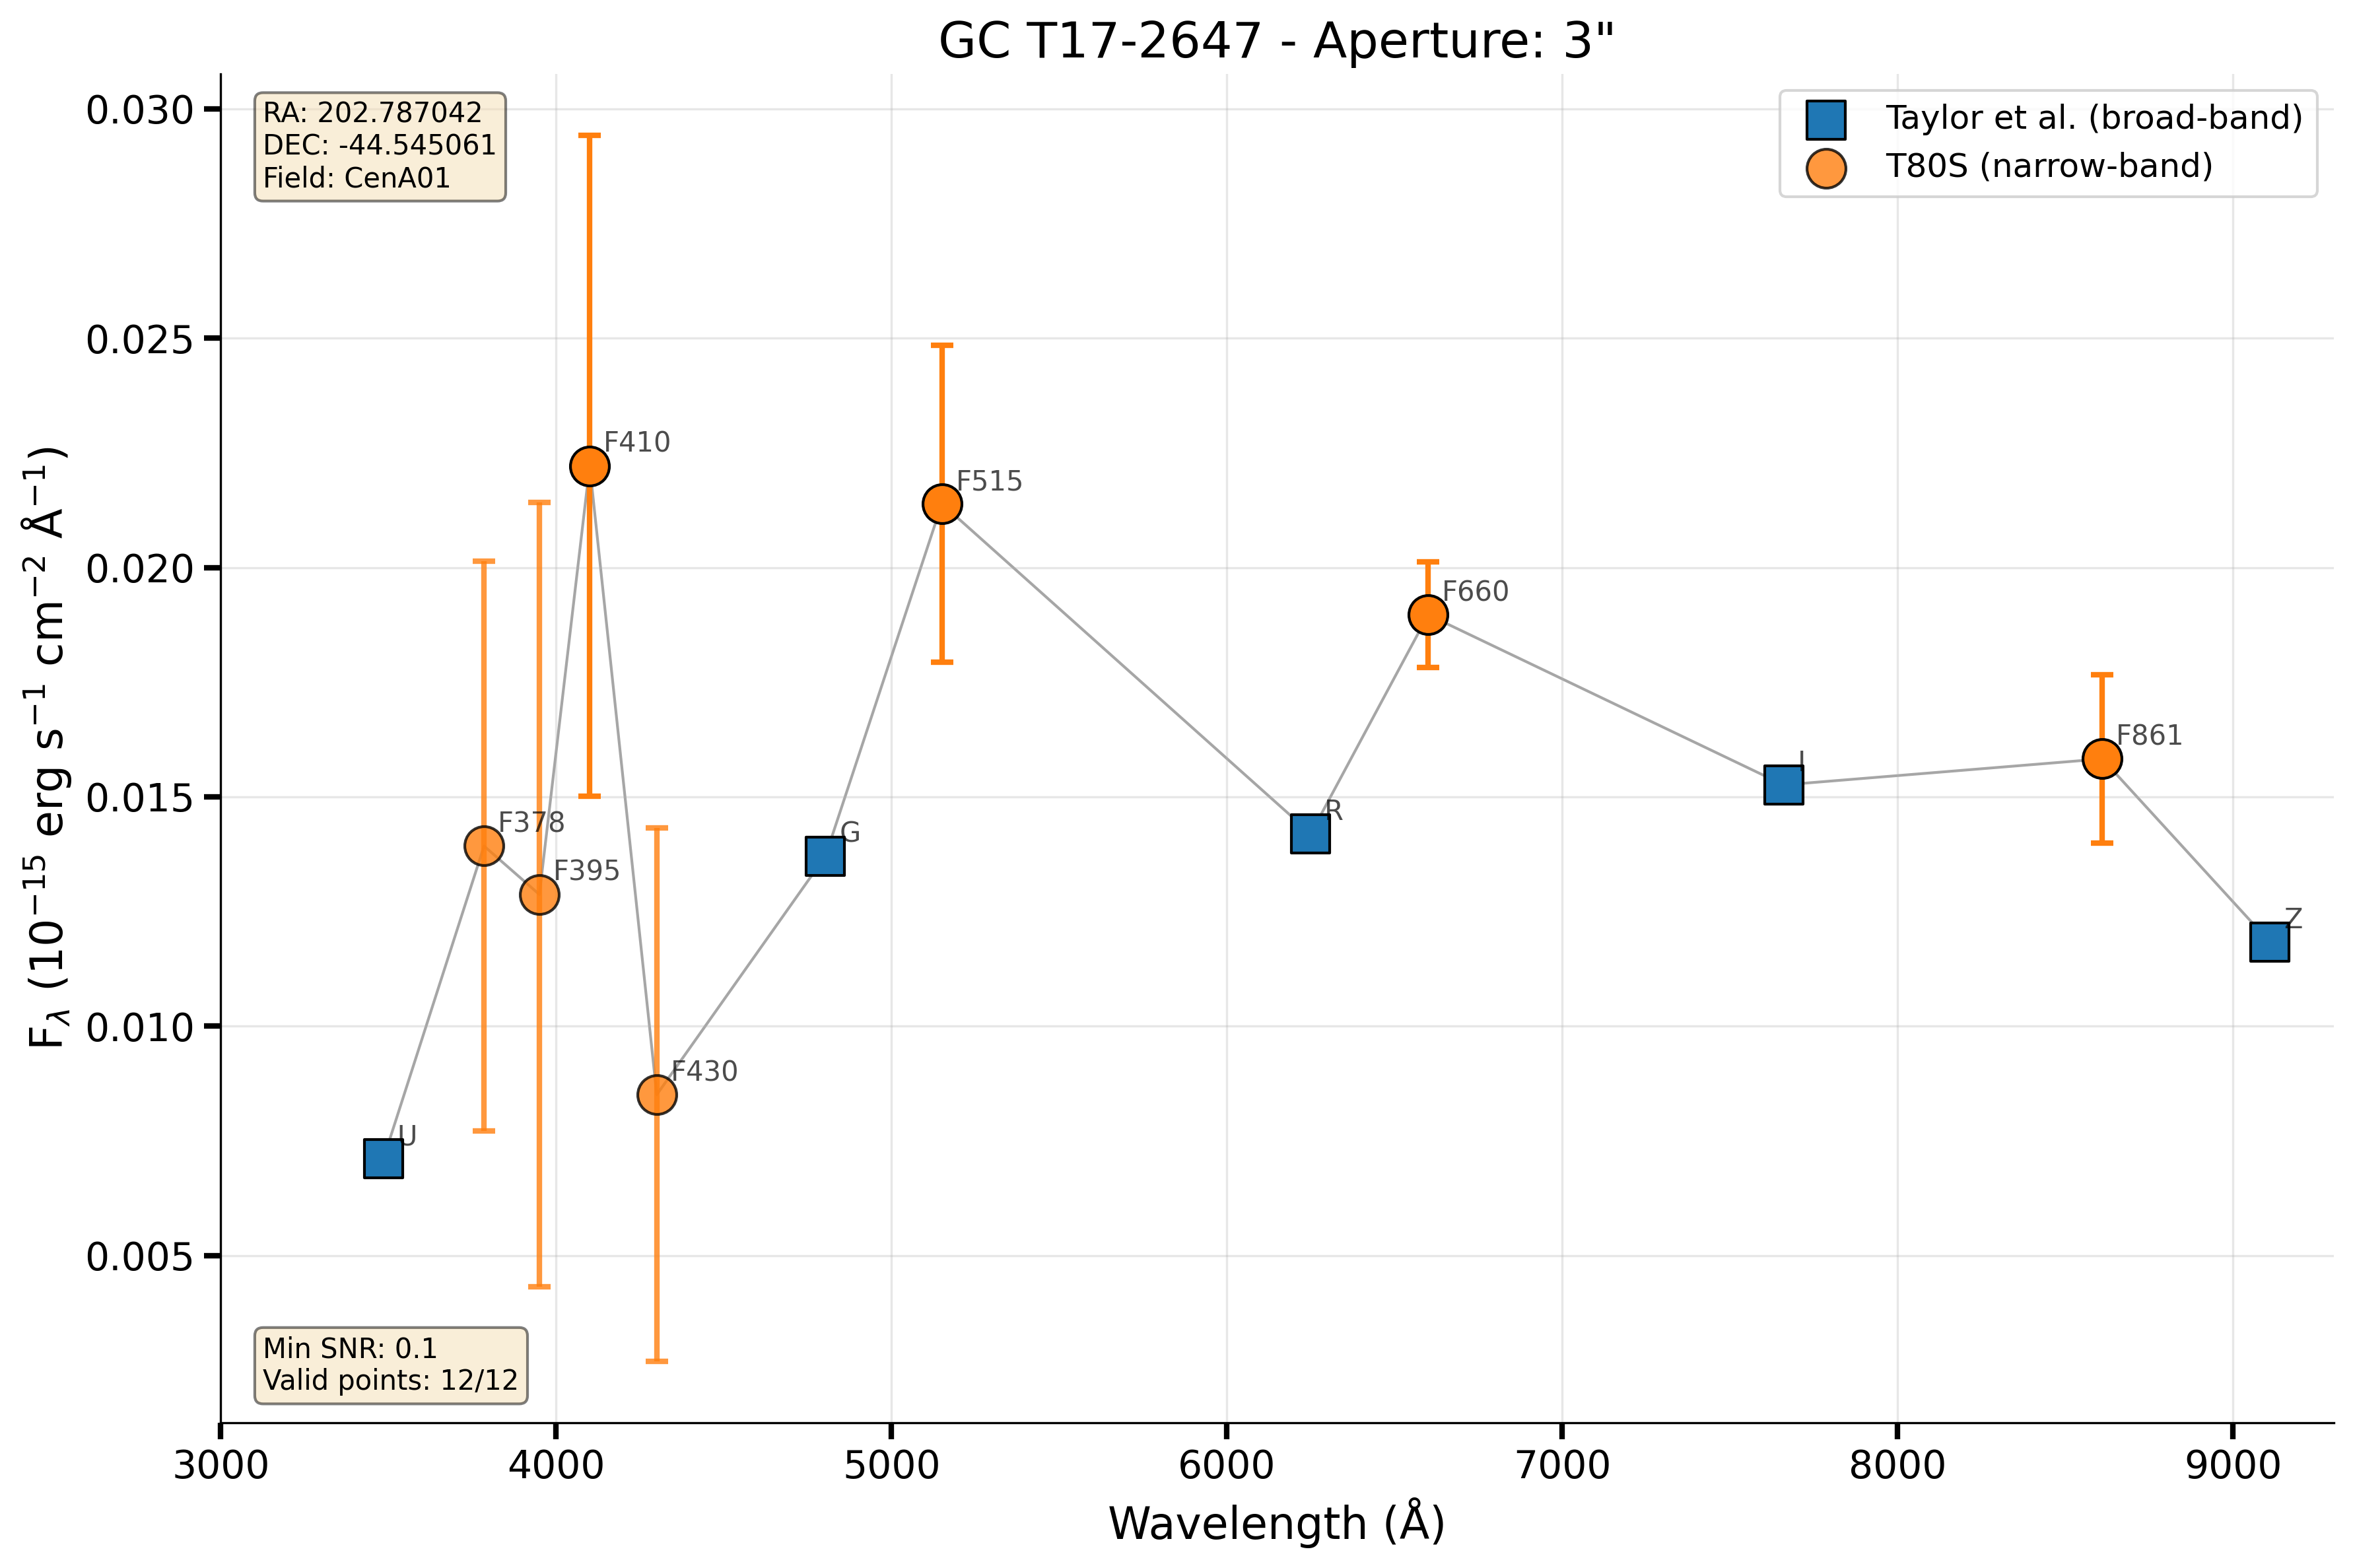 GC T17-2647 - Aperture: 3"
RA: 202.787042
DEC: -44.545061
Field: CenA01
Taylor et al. (broad-band)
T80S (narrow-band)
0.030
0.025
0.020
0.015
0.010
0.005
F_λ (10⁻¹⁵ erg s⁻¹ cm⁻² Å⁻¹)
U
F378
F395
F410
F430
G
F515
R
F660
I
F861
Z
Min SNR: 0.1
Valid points: 12/12
3000 4000 5000 6000 7000 8000 9000
Wavelength (Å)